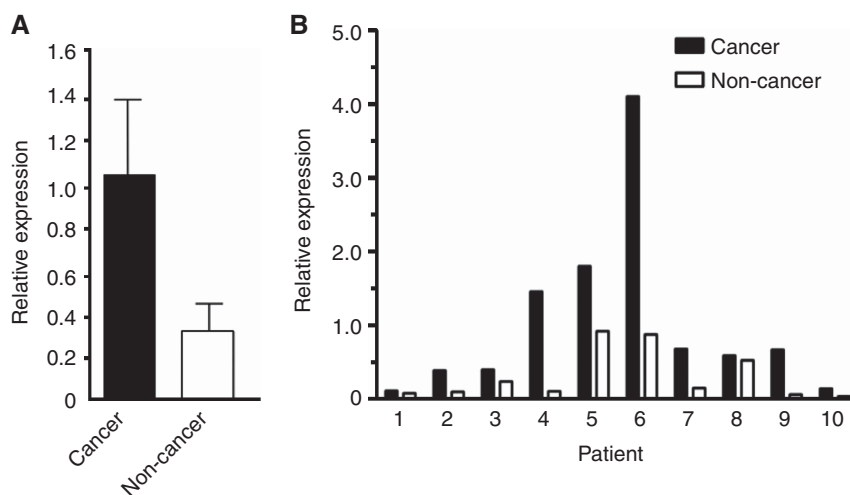 A
Relative expression
1.6
1.4
1.2
1.0
0.8
0.6
0.4
0.2
0
Cancer
Non-cancer
B
Relative expression
5.0
4.0
3.0
2.0
1.0
0
Cancer
Non-cancer
1 2 3 4 5 6 7 8 9 10
Patient